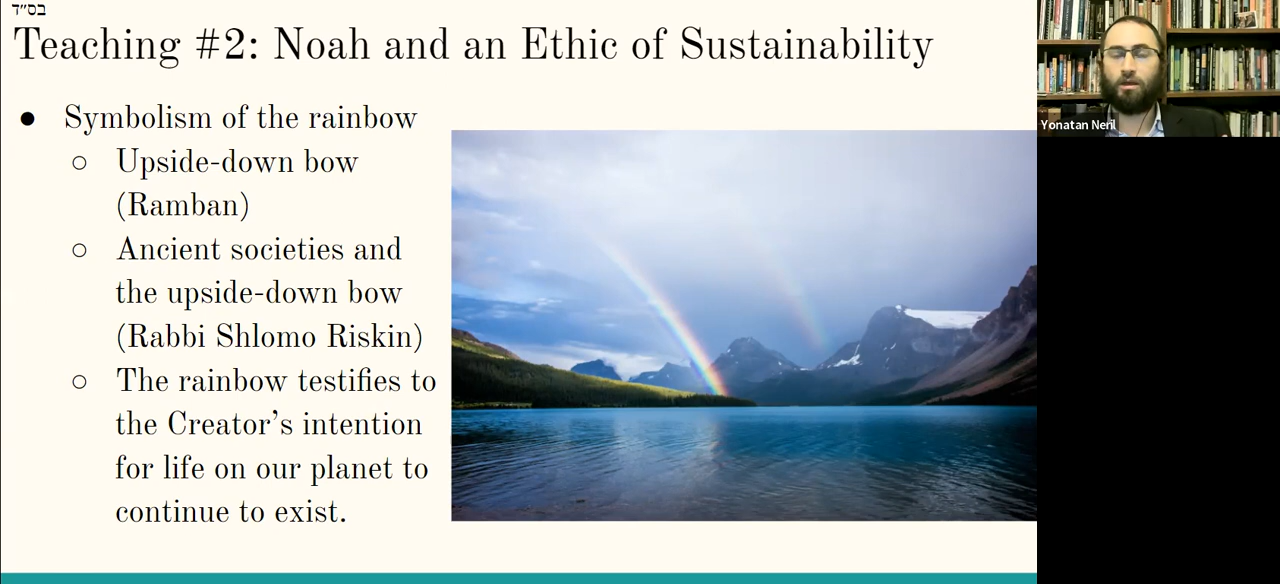 בס״ד
Teaching #2: Noah and an Ethic of Sustainability
● Symbolism of the rainbow
○ Upside-down bow
(Ramban)
○ Ancient societies and
the upside-down bow
(Rabbi Shlomo Riskin)
○ The rainbow testifies to
the Creator’s intention
for life on our planet to
continue to exist.
Yonatan Neril